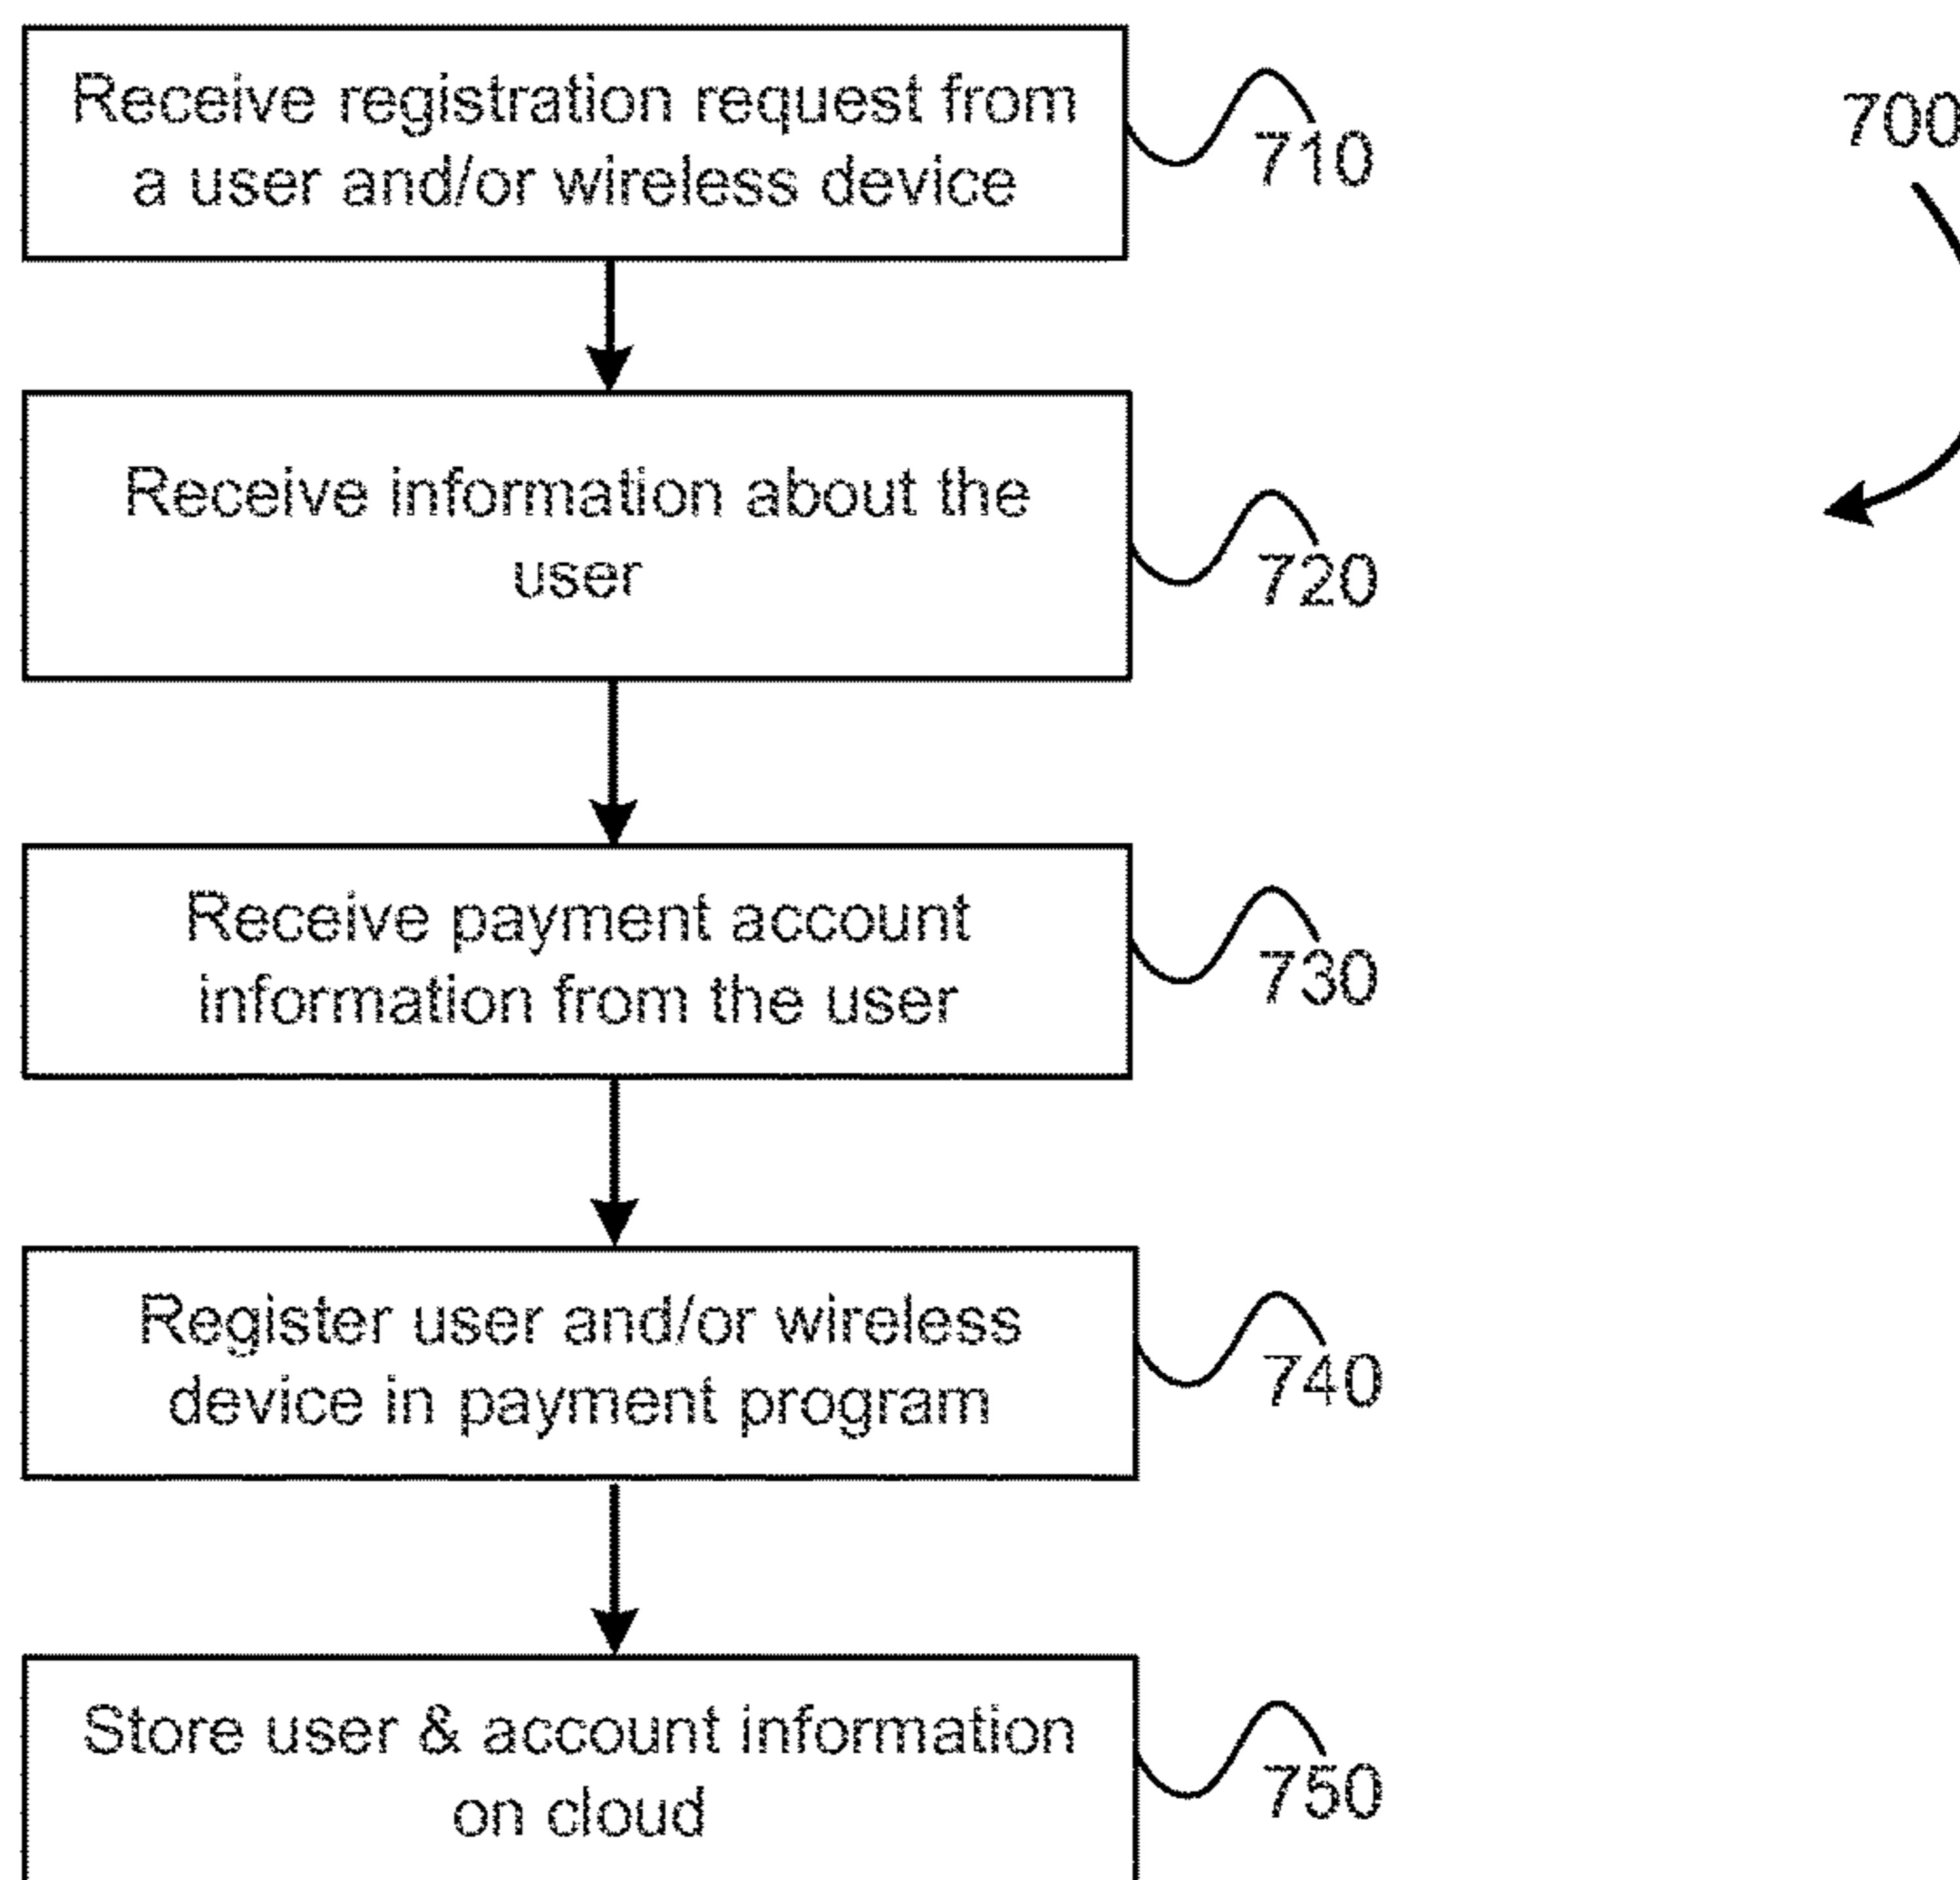 Receive registration request from
a user and/or wireless device
710
700
Receive information about the
user
720
Receive payment account
information from the user
730
Register user and/or wireless
device in payment program
740
Store user & account information
on cloud
750